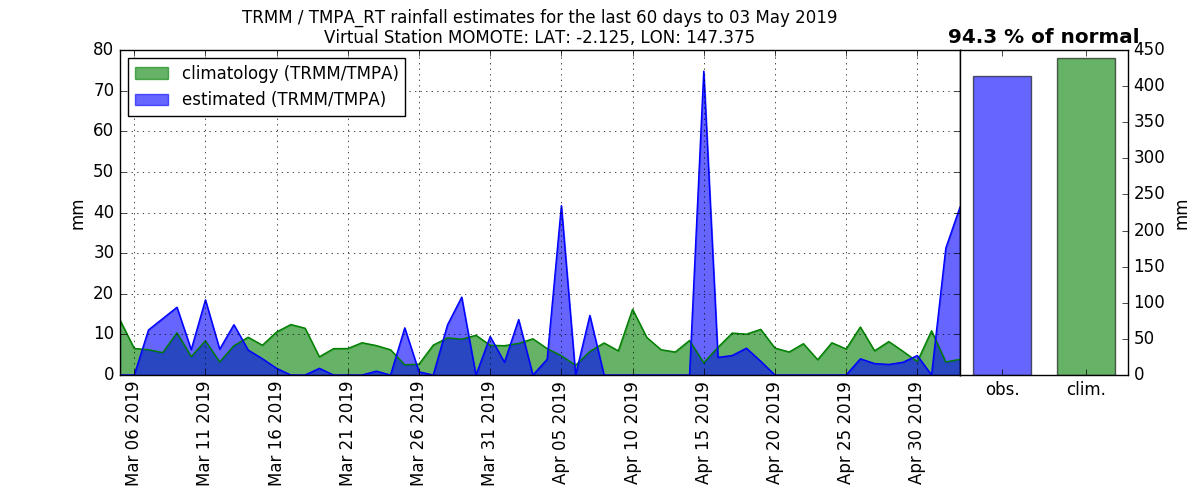 TRMM / TMPA_RT rainfall estimates for the last 60 days to 03 May 2019
Virtual Station MOMOTE: LAT: -2.125, LON: 147.375
94.3 % of normal
climatology (TRMM/TMPA)
estimated (TRMM/TMPA)
mm
80
70
60
50
40
30
20
10
0
Mar 06 2019
Mar 11 2019
Mar 16 2019
Mar 21 2019
Mar 26 2019
Mar 31 2019
Apr 05 2019
Apr 10 2019
Apr 15 2019
Apr 20 2019
Apr 25 2019
Apr 30 2019
450
400
350
300
250
200
150
100
50
0
mm
obs.
clim.